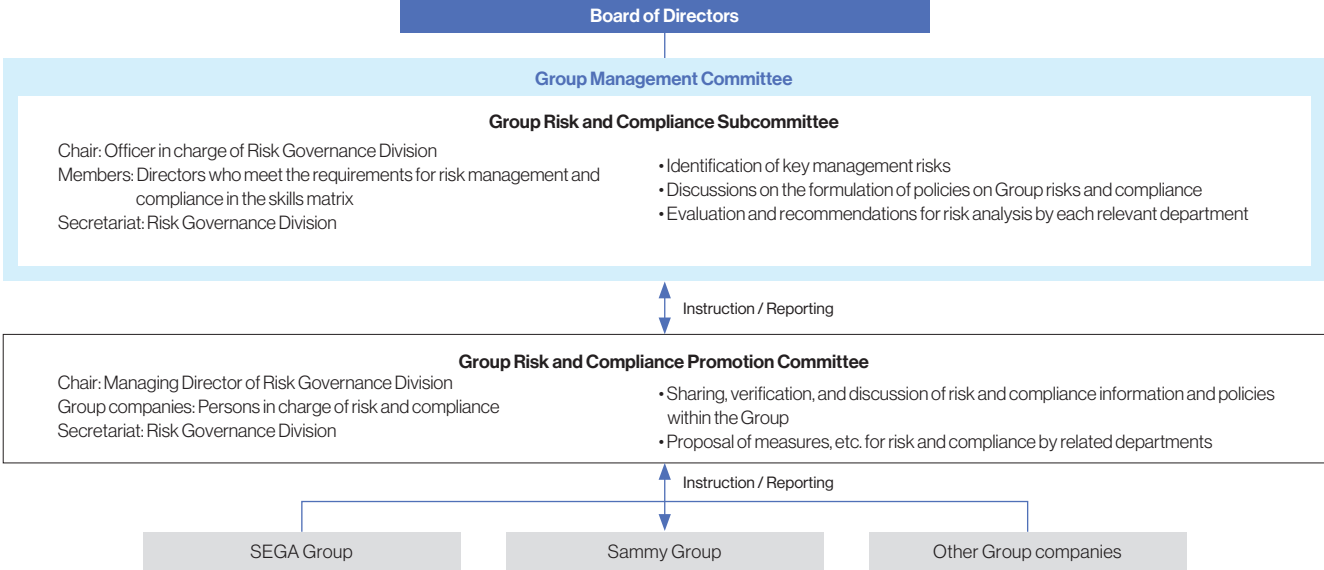 Board of Directors
Group Management Committee
Group Risk and Compliance Subcommittee
Chair: Officer in charge of Risk Governance Division
Members: Directors who meet the requirements for risk management and
compliance in the skills matrix
Secretariat: Risk Governance Division
• Identification of key management risks
• Discussions on the formulation of policies on Group risks and compliance
• Evaluation and recommendations for risk analysis by each relevant department
Instruction / Reporting
Group Risk and Compliance Promotion Committee
Chair: Managing Director of Risk Governance Division
Group companies: Persons in charge of risk and compliance
Secretariat: Risk Governance Division
• Sharing, verification, and discussion of risk and compliance information and policies
within the Group
• Proposal of measures, etc. for risk and compliance by related departments
Instruction / Reporting
SEGA Group
Sammy Group
Other Group companies